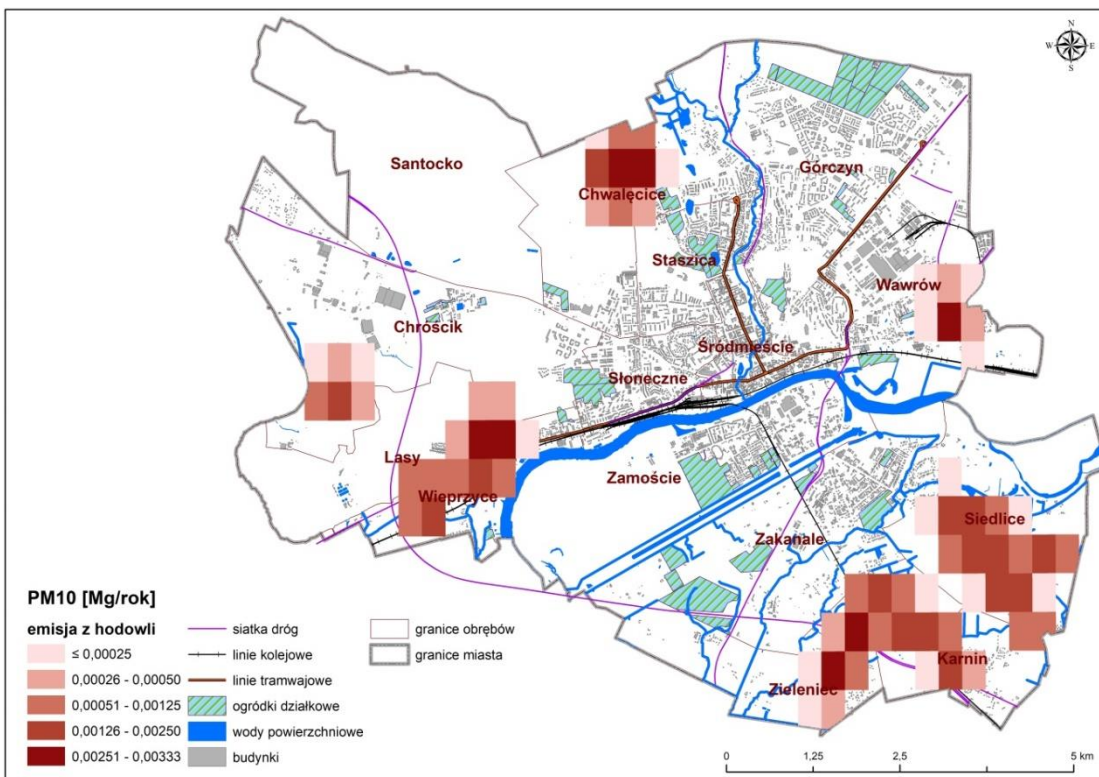 N
W E
S
Santocko
Chwalęcice
Górczyn
Staszica
Wawrów
Chróścik
Śródmieście
Słoneczne
Lasy
Wieprzyce
Zamoście
Siedlice
Zakanale
Karnin
Zieleniec
PM10 [Mg/rok]
emisja z hodowli
≤ 0,00025
0,00026 - 0,00050
0,00051 - 0,00125
0,00126 - 0,00250
0,00251 - 0,00333
siatka dróg
linie kolejowe
linie tramwajowe
ogródki działkowe
wody powierzchniowe
budynki
granice obrębów
granice miasta
0 1,25 2,5 5 km